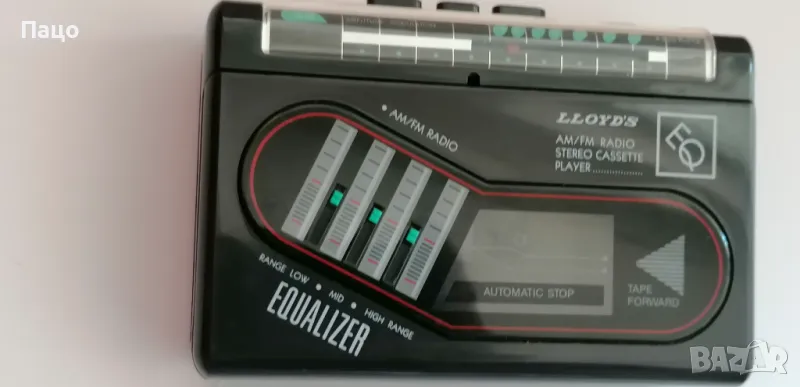 Пацо
LLOYD'S
AM/FM RADIO
STEREO CASSETTE
PLAYER..................
EQ
• AM/FM RADIO
RANGE LOW • MID • HIGH RANGE
EQUALIZER
AUTOMATIC STOP
TAPE
FORWARD
BAZAR